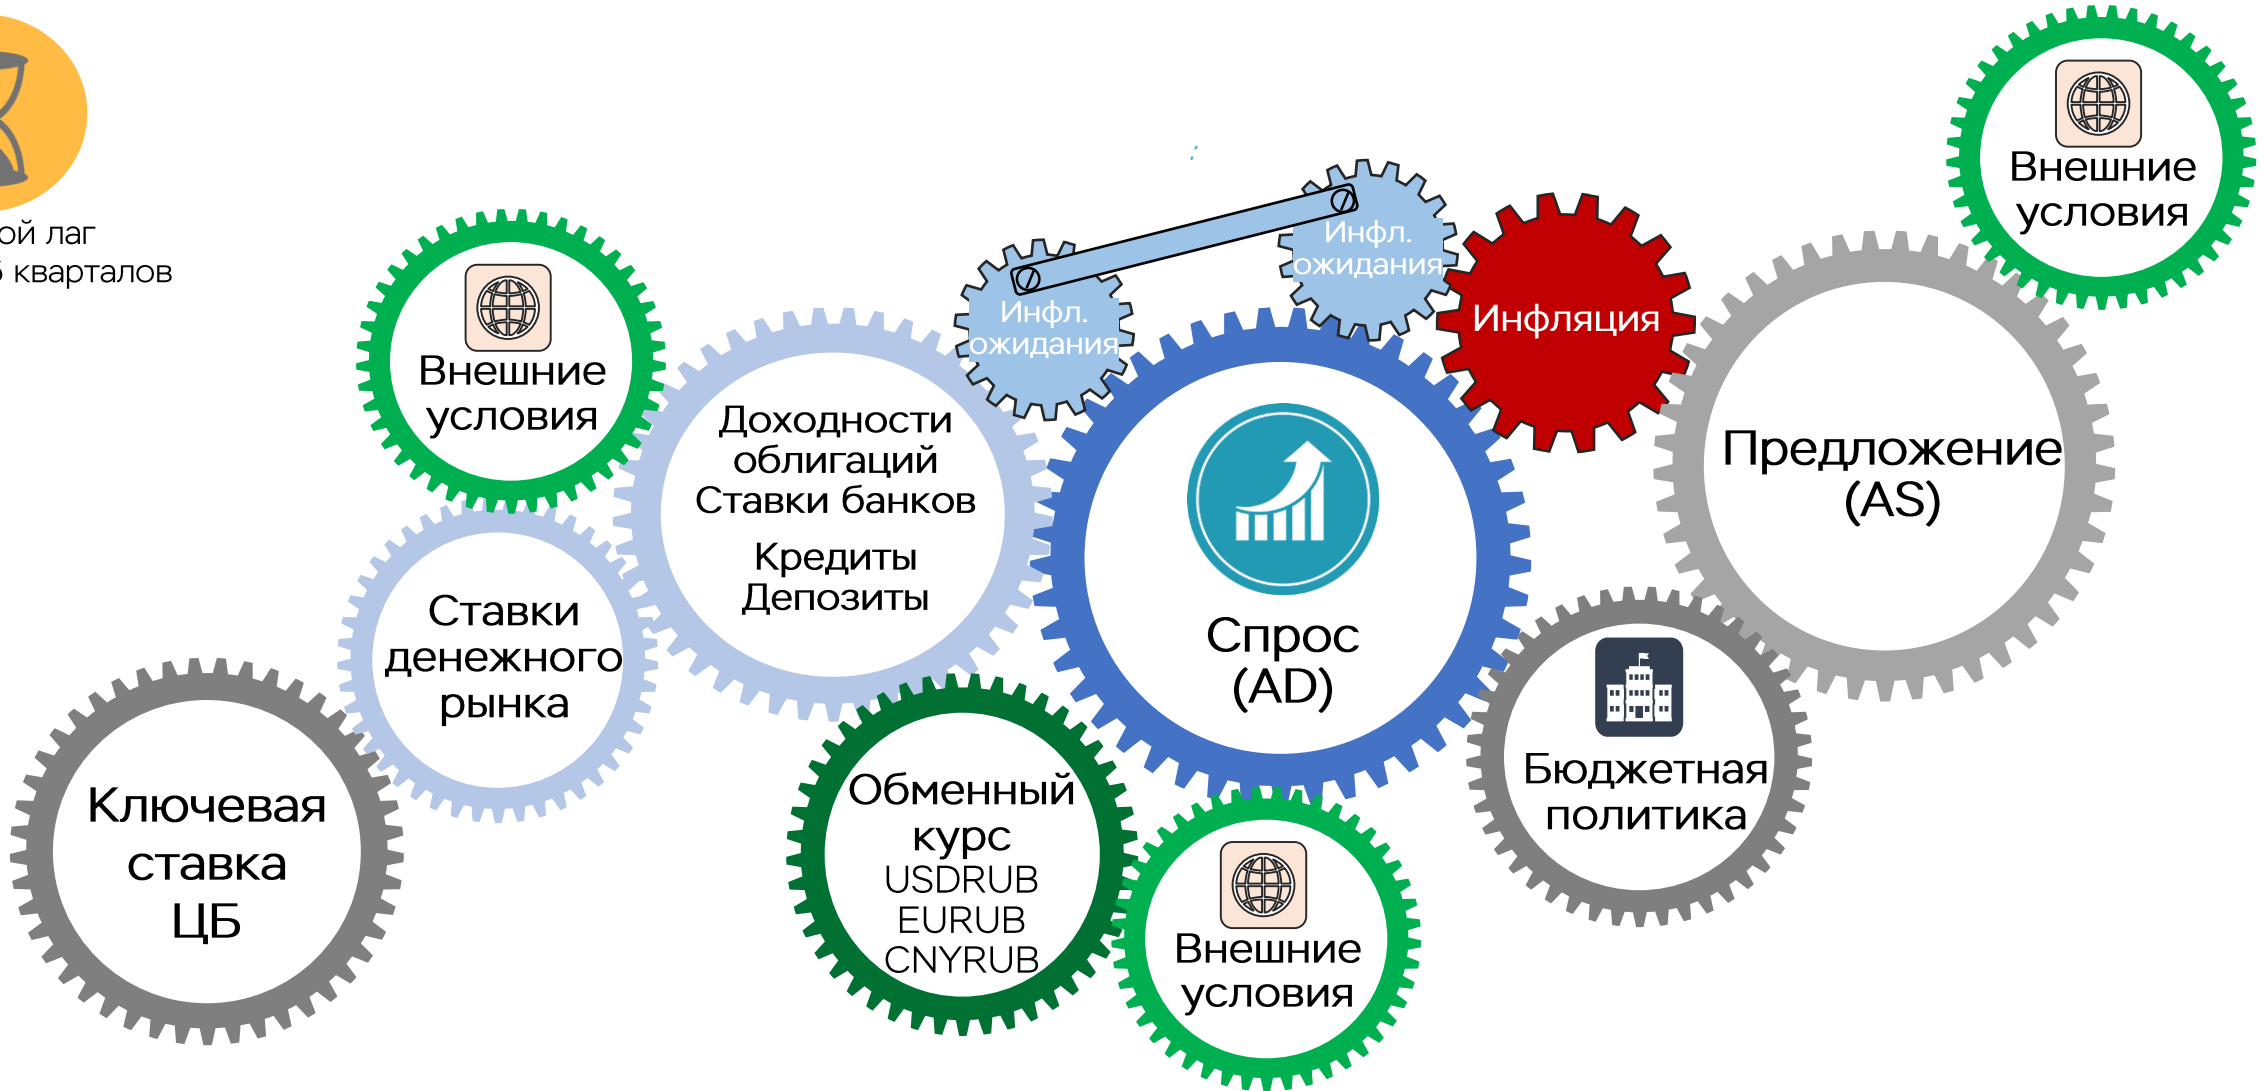 ой лаг
кварталов
Внешние
условия
Ключевая
ставка
ЦБ
Ставки
денежного
рынка
Доходности
облигаций
Ставки банков
Кредиты
Депозиты
Инфл.
ожидания
Инфл.
ожидания
Инфляция
Спрос
(AD)
Обменный
курс
USDRUB
EURUB
CNYRUB
Внешние
условия
Бюджетная
политика
Предложение
(AS)
Внешние
условия